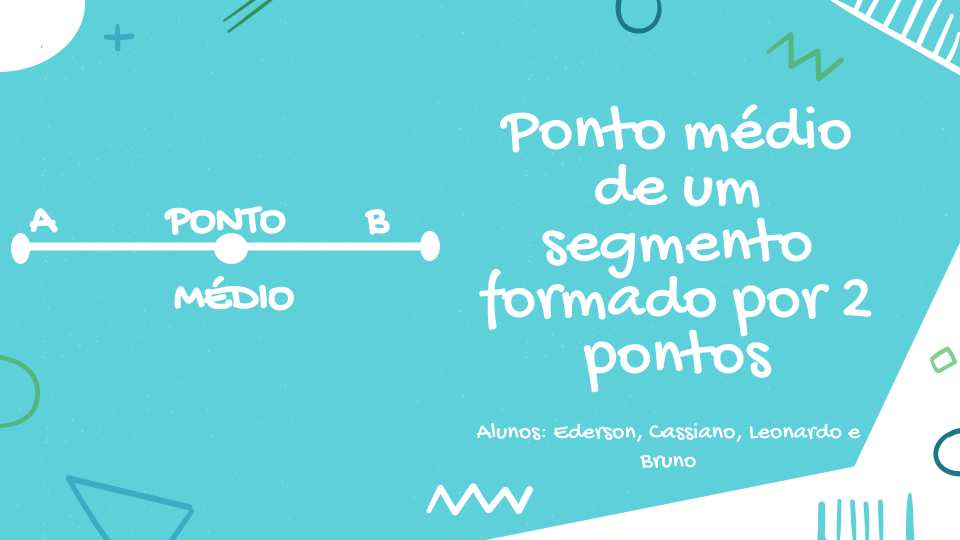 A
PONTO
B
MÉDIO
Ponto médio
de um
segmento
formado por 2
pontos
Alunos: Ederson, Cassiano, Leonardo e
Bruno